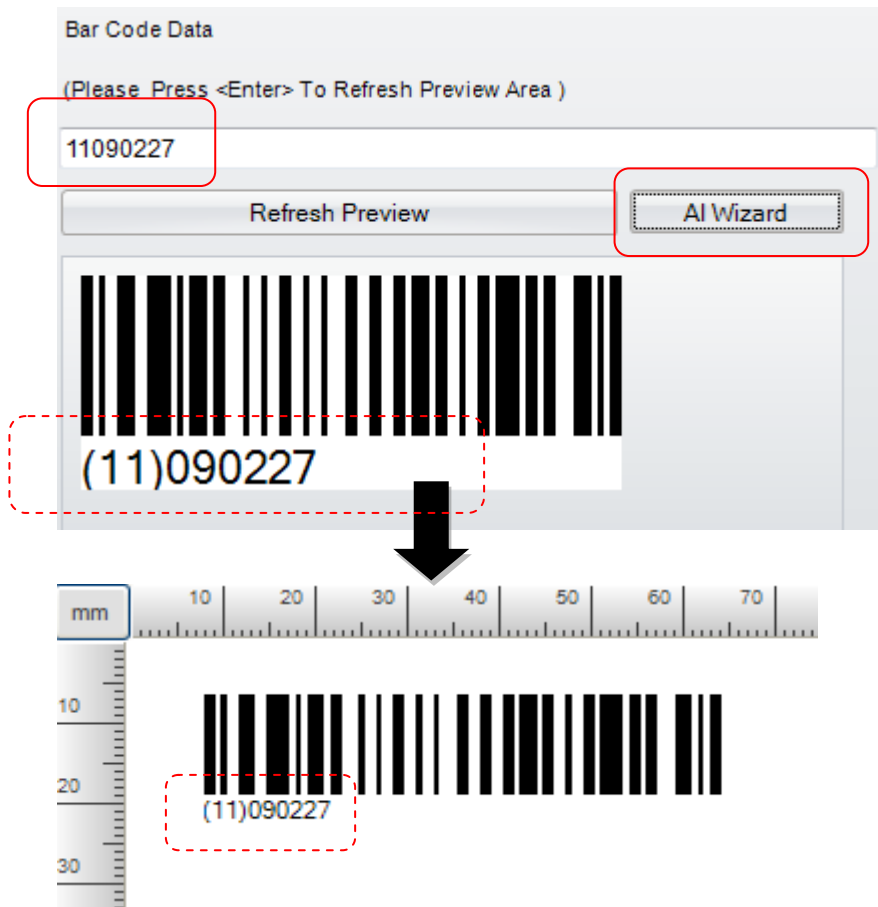 Bar Code Data
(Please Press <Enter> To Refresh Preview Area )
11090227
Refresh Preview AI Wizard
(11)090227
mm 10 20 30 40 50 60 70
10
20
(11)090227
30